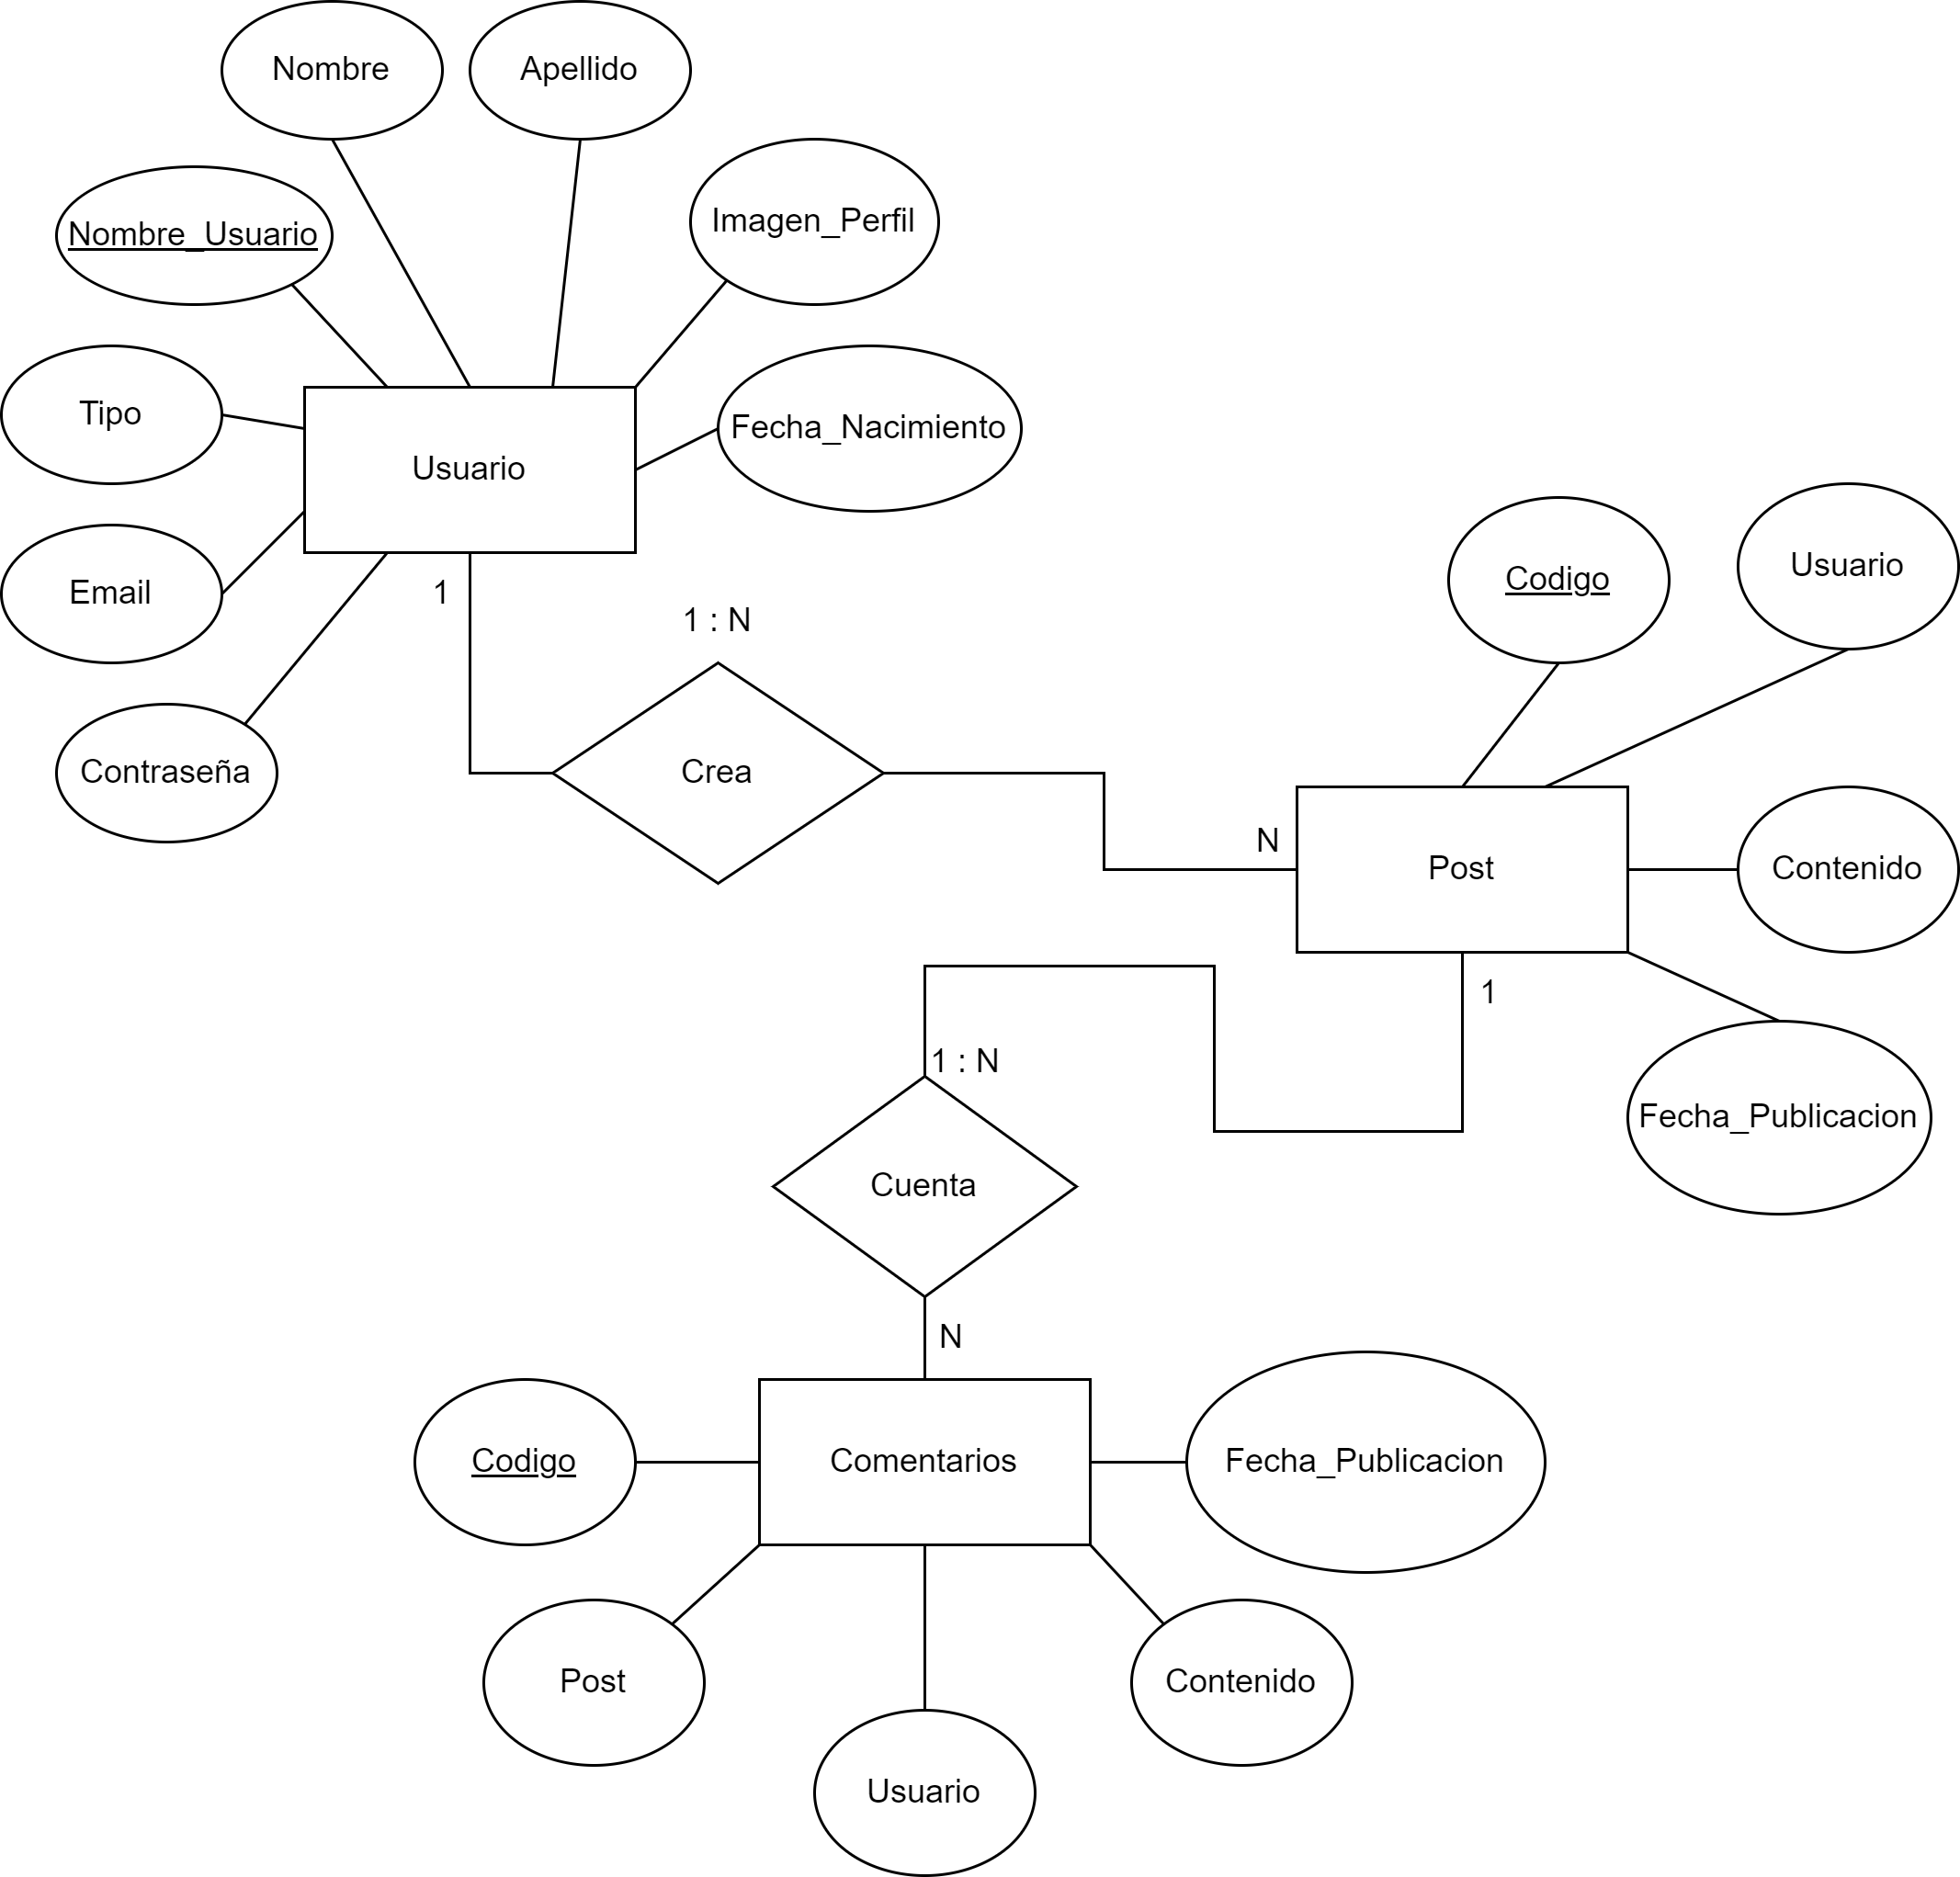 Nombre
Apellido
Nombre_Usuario
Imagen_Perfil
Tipo
Fecha_Nacimiento
Usuario
Email
Contraseña
1
1 : N
Crea
N
Codigo
Usuario
Post
Contenido
1
Fecha_Publicacion
1 : N
Cuenta
N
Codigo
Comentarios
Fecha_Publicacion
Post
Usuario
Contenido